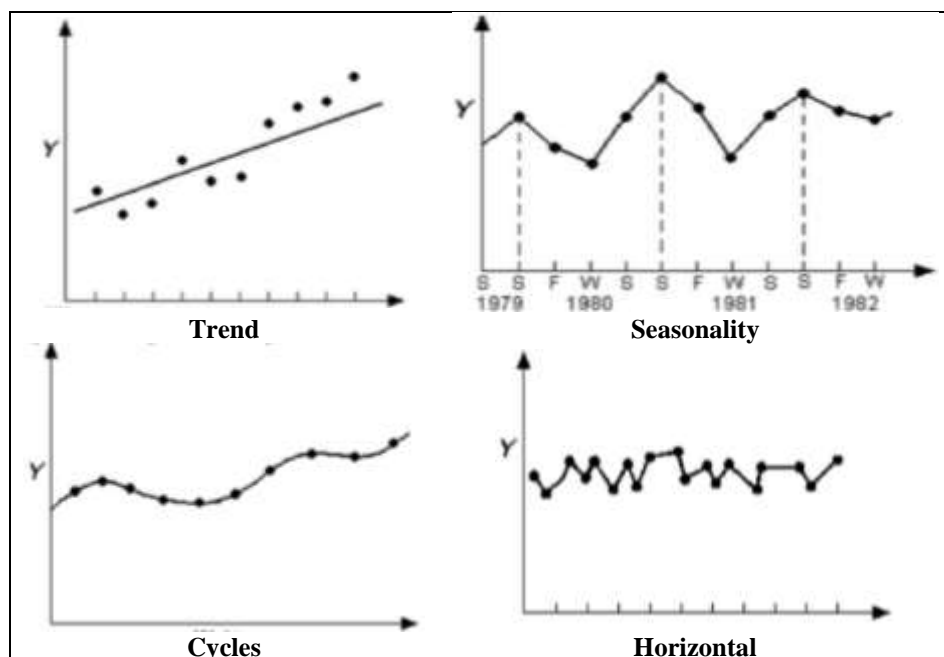 Y
Y
S S F W S S F W S S F W
1979 1980 1981 1982
Trend
Seasonality
Y
Y
Cycles
Horizontal